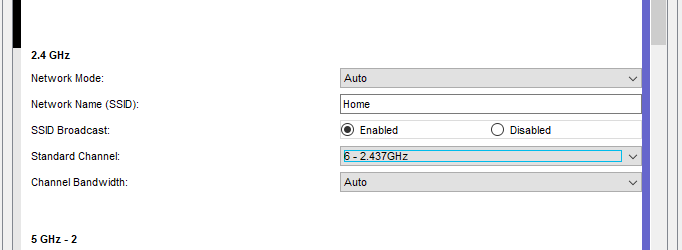 2.4 GHz
Network Mode: Auto
Network Name (SSID): Home
SSID Broadcast: Enabled Disabled
Standard Channel: 6 - 2.437GHz
Channel Bandwidth: Auto
5 GHz - 2